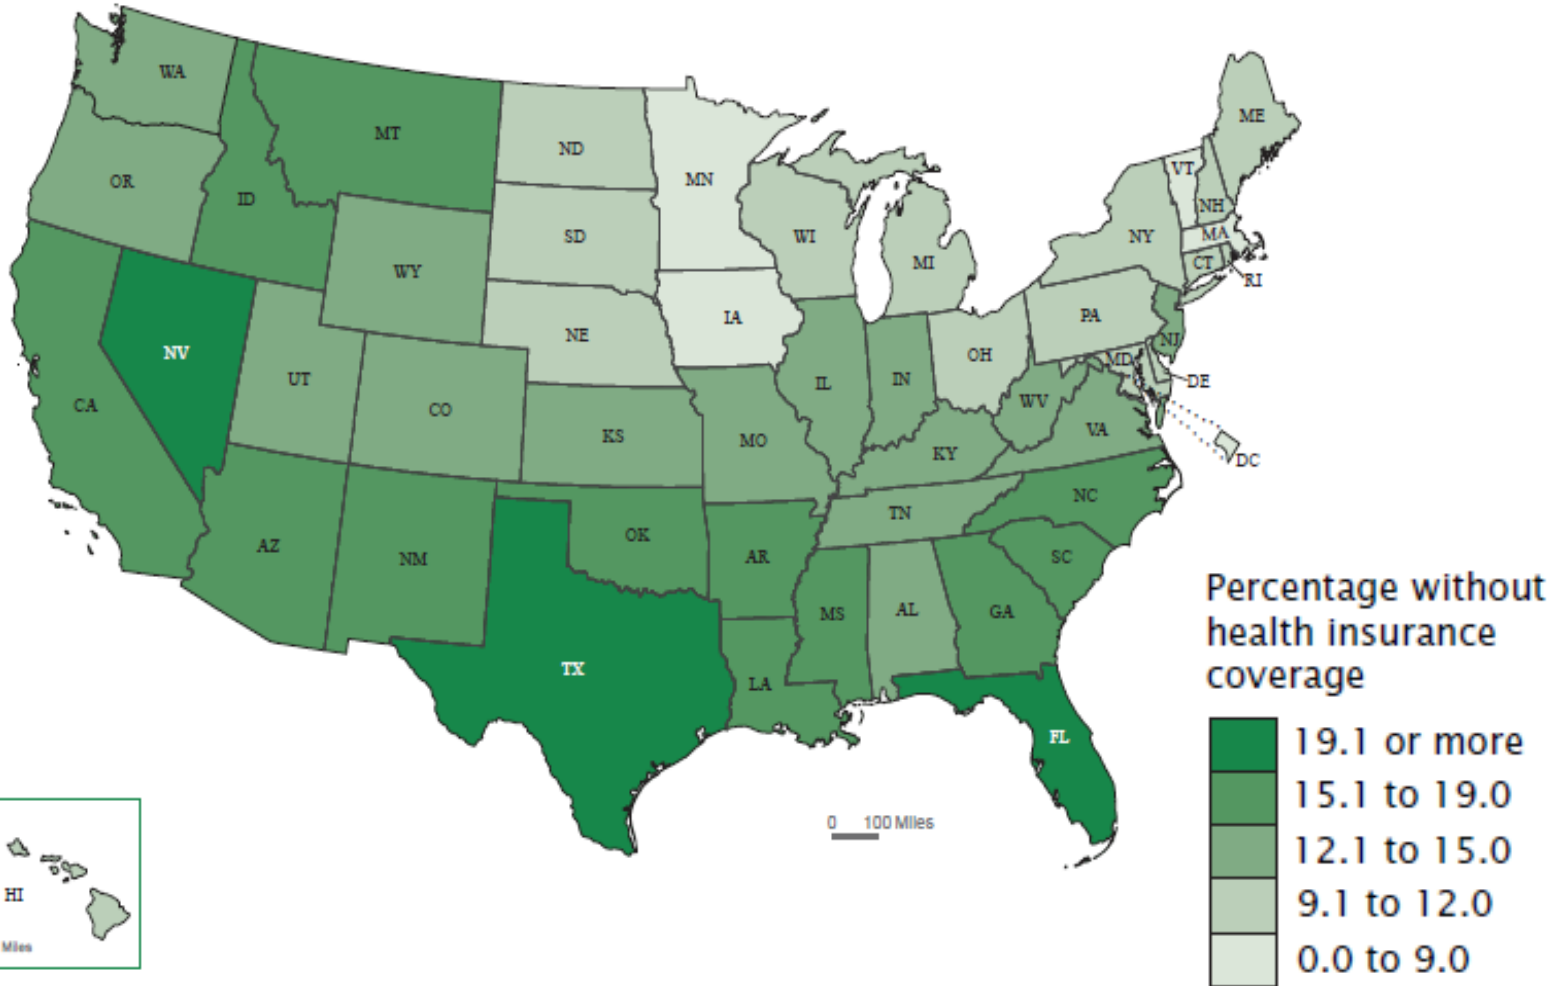 WA
MT
ME
ND
VT
MN
OR
ID
NH
SD
WI
NY
MA
MI
CT
WY
RI
IA
PA
NE
NJ
NV
OH
MD
UT
IL
IN
DE
CA
CO
WV
KS
MO
VA
KY
DC
NC
TN
OK
AZ
AR
NM
SC
MS
AL
GA
TX
LA
FL
Percentage without
health insurance
coverage
19.1 or more
15.1 to 19.0
12.1 to 15.0
9.1 to 12.0
0.0 to 9.0
0 100 Miles
HI
Miles